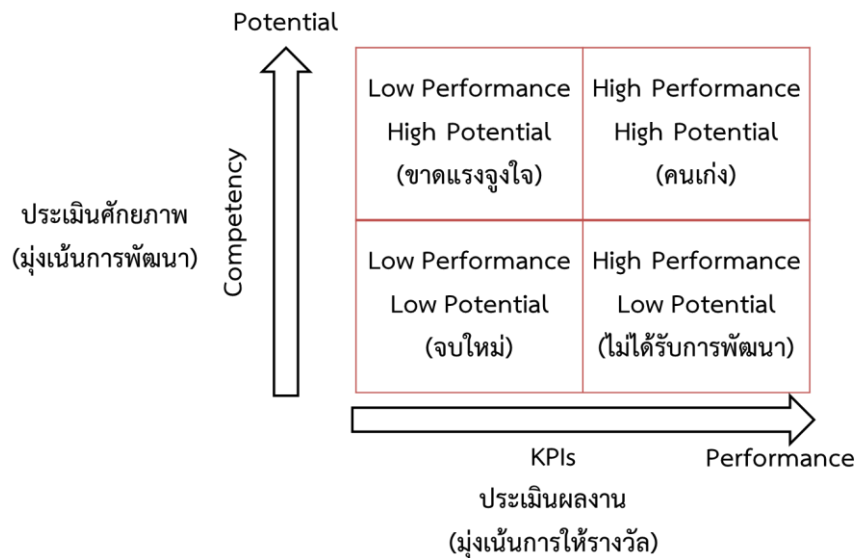 Potential
Low Performance
High Potential
(ขาดแรงจูงใจ)
High Performance
High Potential
(คนเก่ง)
Competency
ประเมินศักยภาพ
(มุ่งเน้นการพัฒนา)
Low Performance
Low Potential
(จบใหม่)
High Performance
Low Potential
(ไม่ได้รับการพัฒนา)
KPIs
Performance
ประเมินผลงาน
(มุ่งเน้นการให้รางวัล)